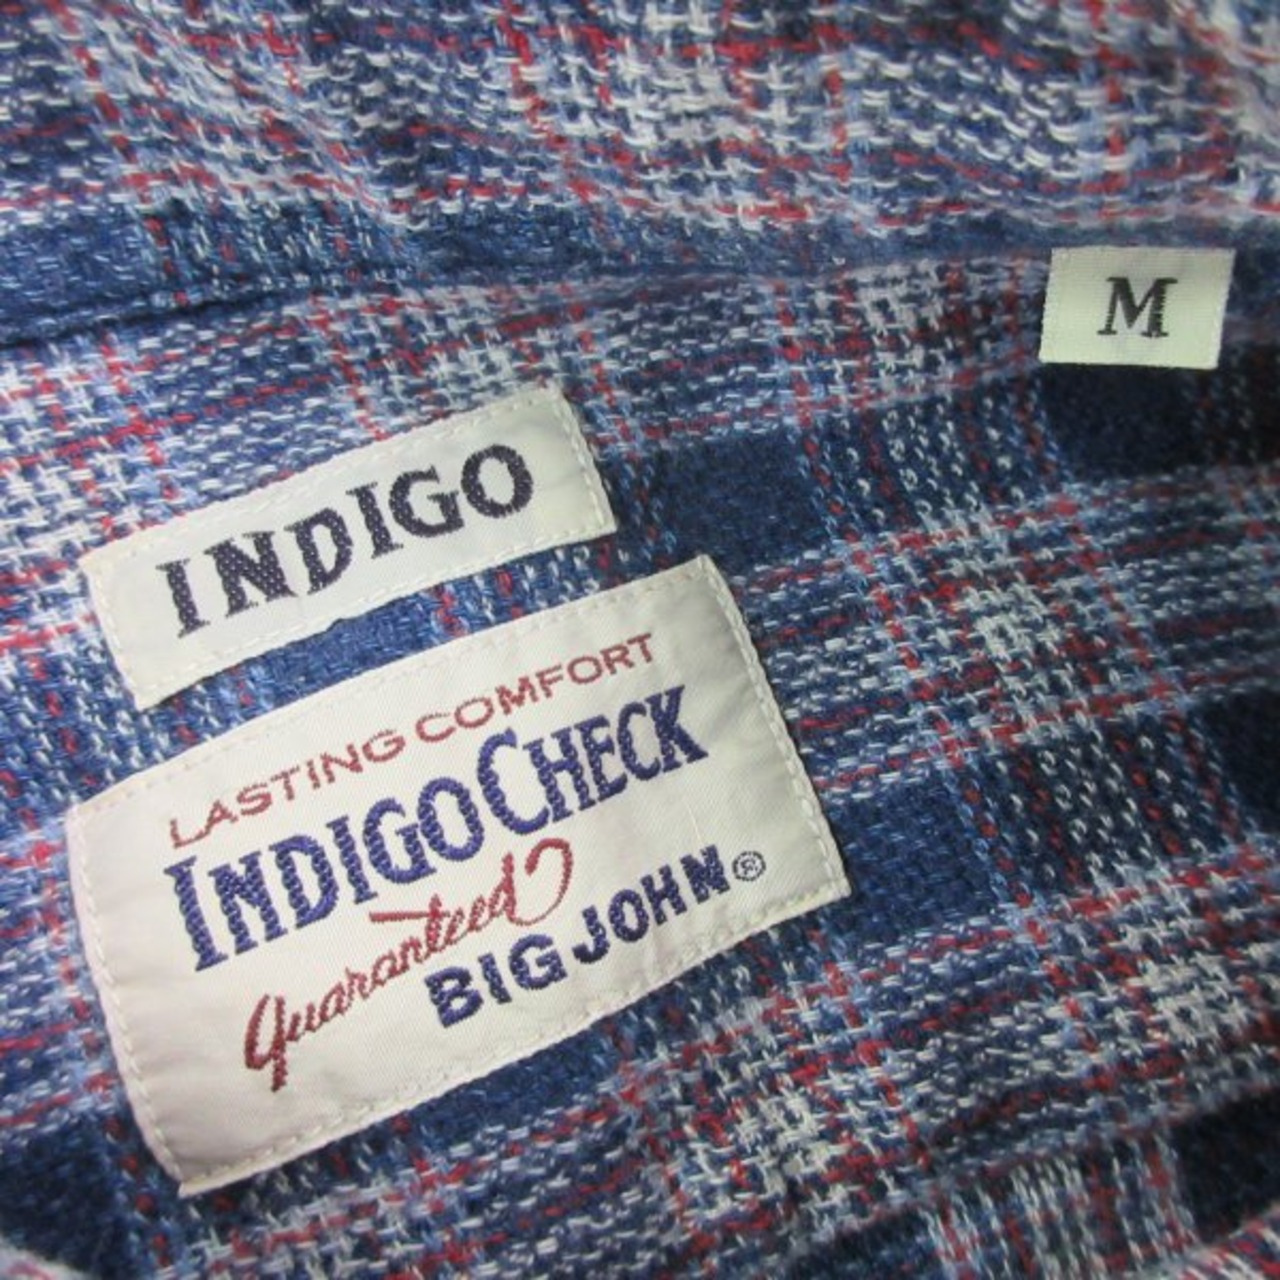 M
INDIGO
LASTING COMFORT
INDIGO CHECK
Guaranteed
BIG JOHN®